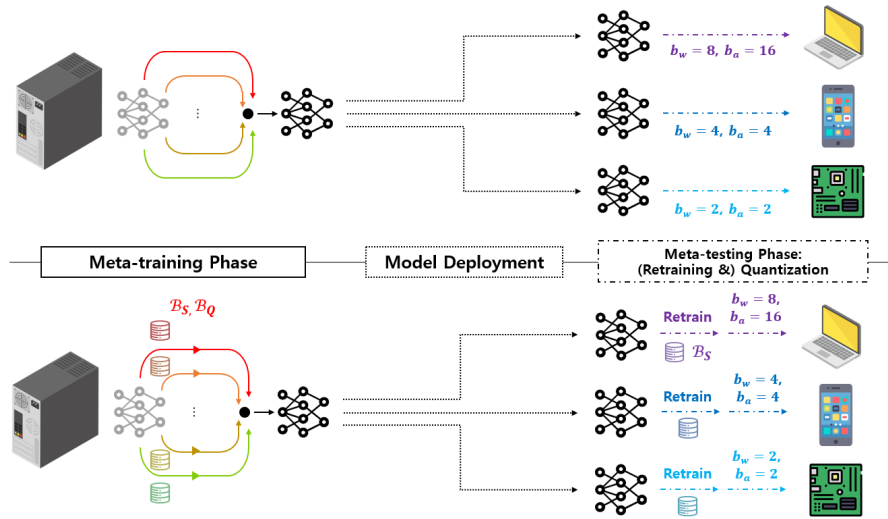 b_w = 8, b_a = 16
...
b_w = 4, b_a = 4
b_w = 2, b_a = 2
Meta-training Phase
Model Deployment
Meta-testing Phase:
(Retraining &) Quantization
ℬ_S, ℬ_Q
Retrain
b_w = 8,
b_a = 16
ℬ_S
...
Retrain
b_w = 4,
b_a = 4
Retrain
b_w = 2,
b_a = 2